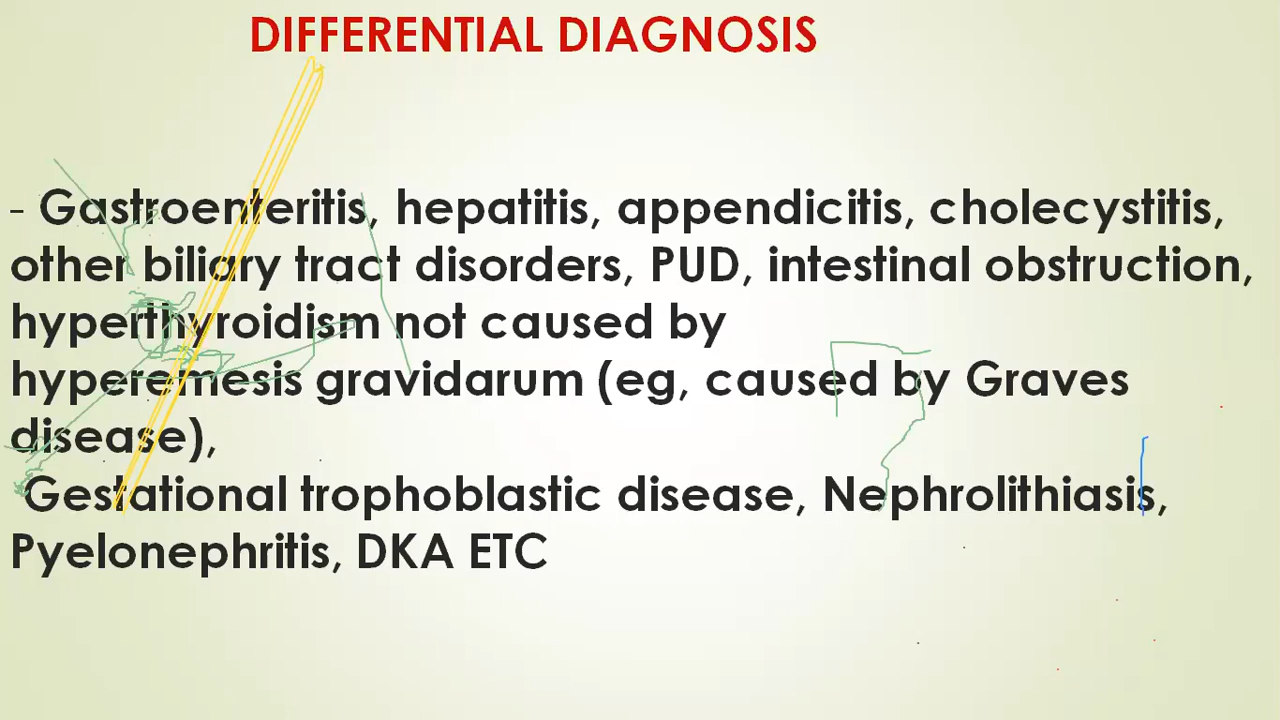 DIFFERENTIAL DIAGNOSIS
- Gastroenteritis, hepatitis, appendicitis, cholecystitis,
other biliary tract disorders, PUD, intestinal obstruction,
hyperthyroidism not caused by
hyperemesis gravidarum (eg, caused by Graves
disease),
Gestational trophoblastic disease, Nephrolithiasis,
Pyelonephritis, DKA ETC